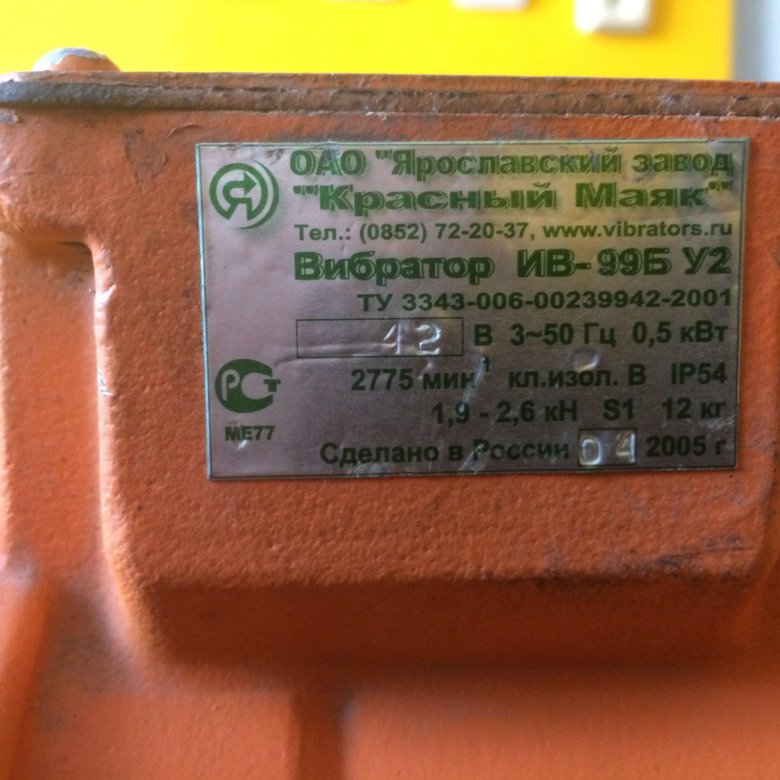 ОАО "Ярославский завод
"Красный Маяк"
Тел.: (0852) 72-20-37, www.vibrators.ru
Вибратор ИВ-99Б У2
ТУ 3343-006-00239942-2001
42 В 3~50 Гц 0,5 кВт
2775 мин⁻¹ кл.изол. В IP54
1,9 - 2,6 кН S1 12 кг
РСТ
МЕ77
Сделано в России 04 2005 г